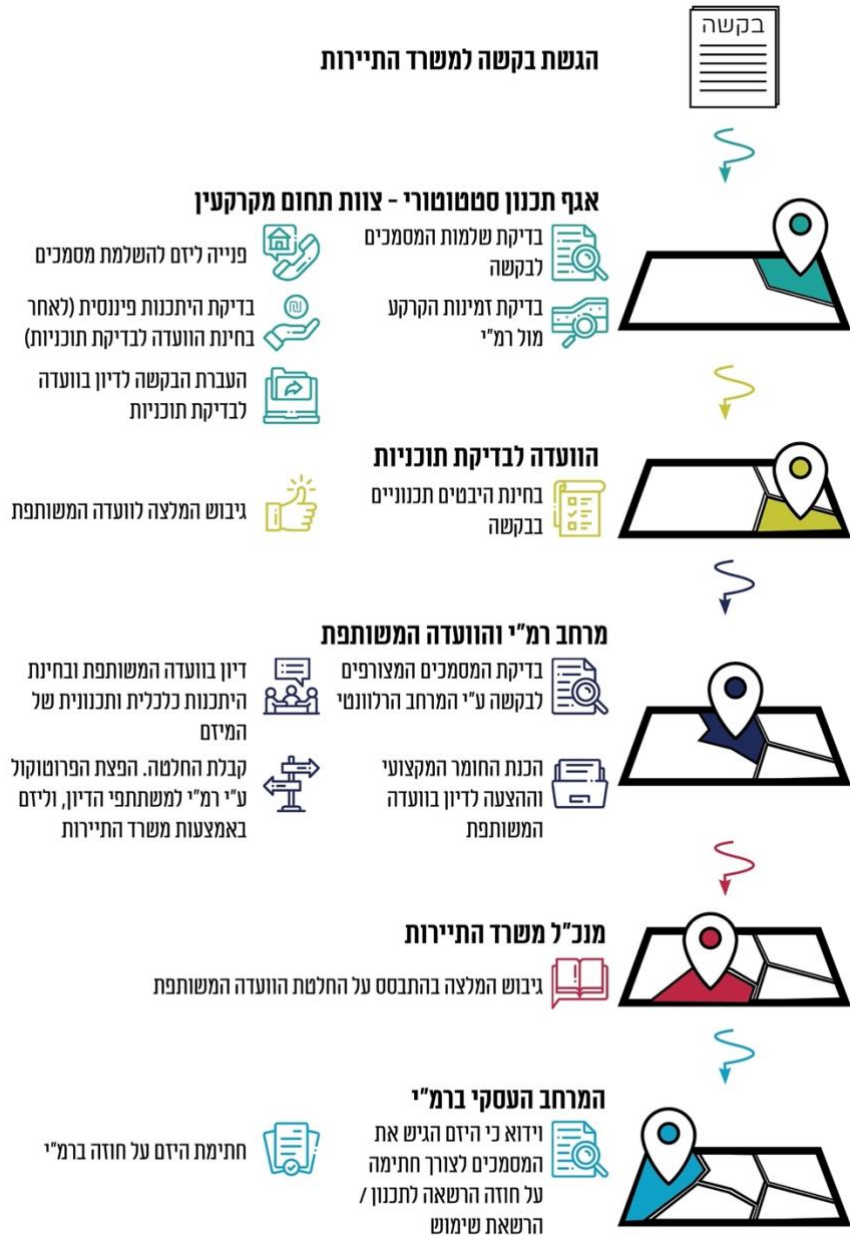 בקשה
הגשת בקשה למשרד התיירות
אגף תכנון סטטוטורי - צוות תחום מקרקעין
בדיקת שלמות המסמכים
לבקשה
פנייה ליזם להשלמת מסמכים
בדיקת זמינות הקרקע
מול רמ"י
בדיקת היתכנות פיננסית (לאחר
בחינת הוועדה לבדיקת תוכניות)
העברת הבקשה לדיון בוועדה
לבדיקת תוכניות
הוועדה לבדיקת תוכניות
בחינת היבטים תכנוניים
בבקשה
גיבוש המלצה לוועדה המשותפת
מרחב רמ"י והוועדה המשותפת
בדיקת המסמכים המצורפים
לבקשה ע"י המרחב הרלוונטי
דיון בוועדה המשותפת ובחינת
היתכנות כלכלית ותכנונית של
המיזם
הכנת החומר המקצועי
וההצעה לדיון בוועדה
המשותפת
קבלת החלטה. הפצת הפרוטוקול
ע"י רמ"י למשתתפי הדיון, וליזם
באמצעות משרד התיירות
מנכ"ל משרד התיירות
גיבוש המלצה בהתבסס על החלטת הוועדה המשותפת
המרחב העסקי ברמ"י
וידוא כי היזם הגיש את
המסמכים לצורך חתימה
על חוזה הרשאה לתכנון /
הרשאת שימוש
חתימת היזם על חוזה ברמ"י